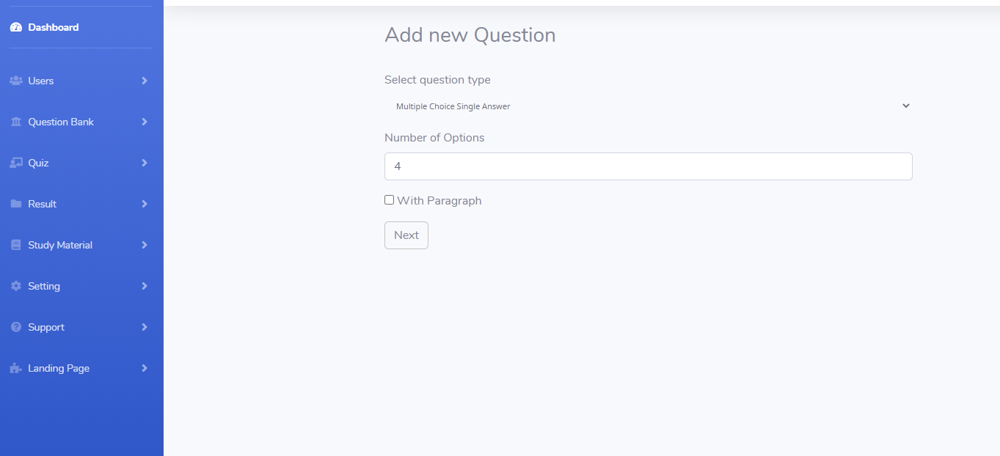 Dashboard
Users
Question Bank
Quiz
Result
Study Material
Setting
Support
Landing Page
Add new Question
Select question type
Multiple Choice Single Answer
Number of Options
4
With Paragraph
Next